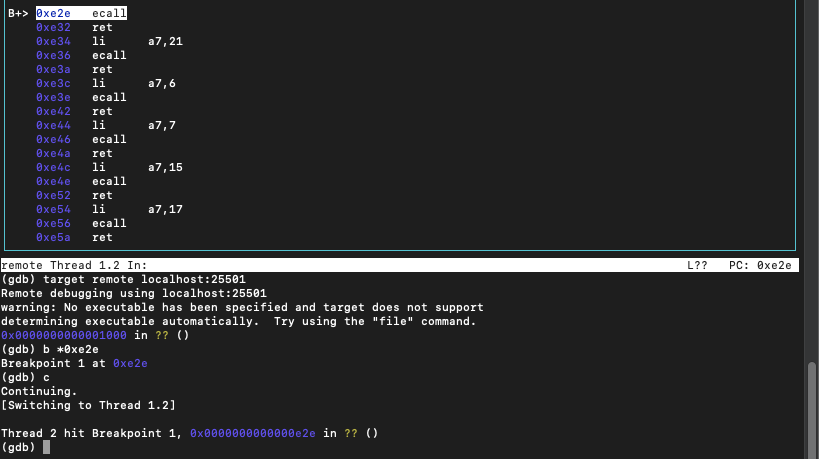 B+> 0xe2e ecall
0xe32 ret
0xe34 li a7,21
0xe36 ecall
0xe3a ret
0xe3c li a7,6
0xe3e ecall
0xe42 ret
0xe44 li a7,7
0xe46 ecall
0xe4a ret
0xe4c li a7,15
0xe4e ecall
0xe52 ret
0xe54 li a7,17
0xe56 ecall
0xe5a ret
remote Thread 1.2 In: L?? PC: 0xe2e
(gdb) target remote localhost:25501
Remote debugging using localhost:25501
warning: No executable has been specified and target does not support
determining executable automatically.  Try using the "file" command.
0x0000000000001000 in ?? ()
(gdb) b *0xe2e
Breakpoint 1 at 0xe2e
(gdb) c
Continuing.
[Switching to Thread 1.2]
Thread 2 hit Breakpoint 1, 0x0000000000000e2e in ?? ()
(gdb)